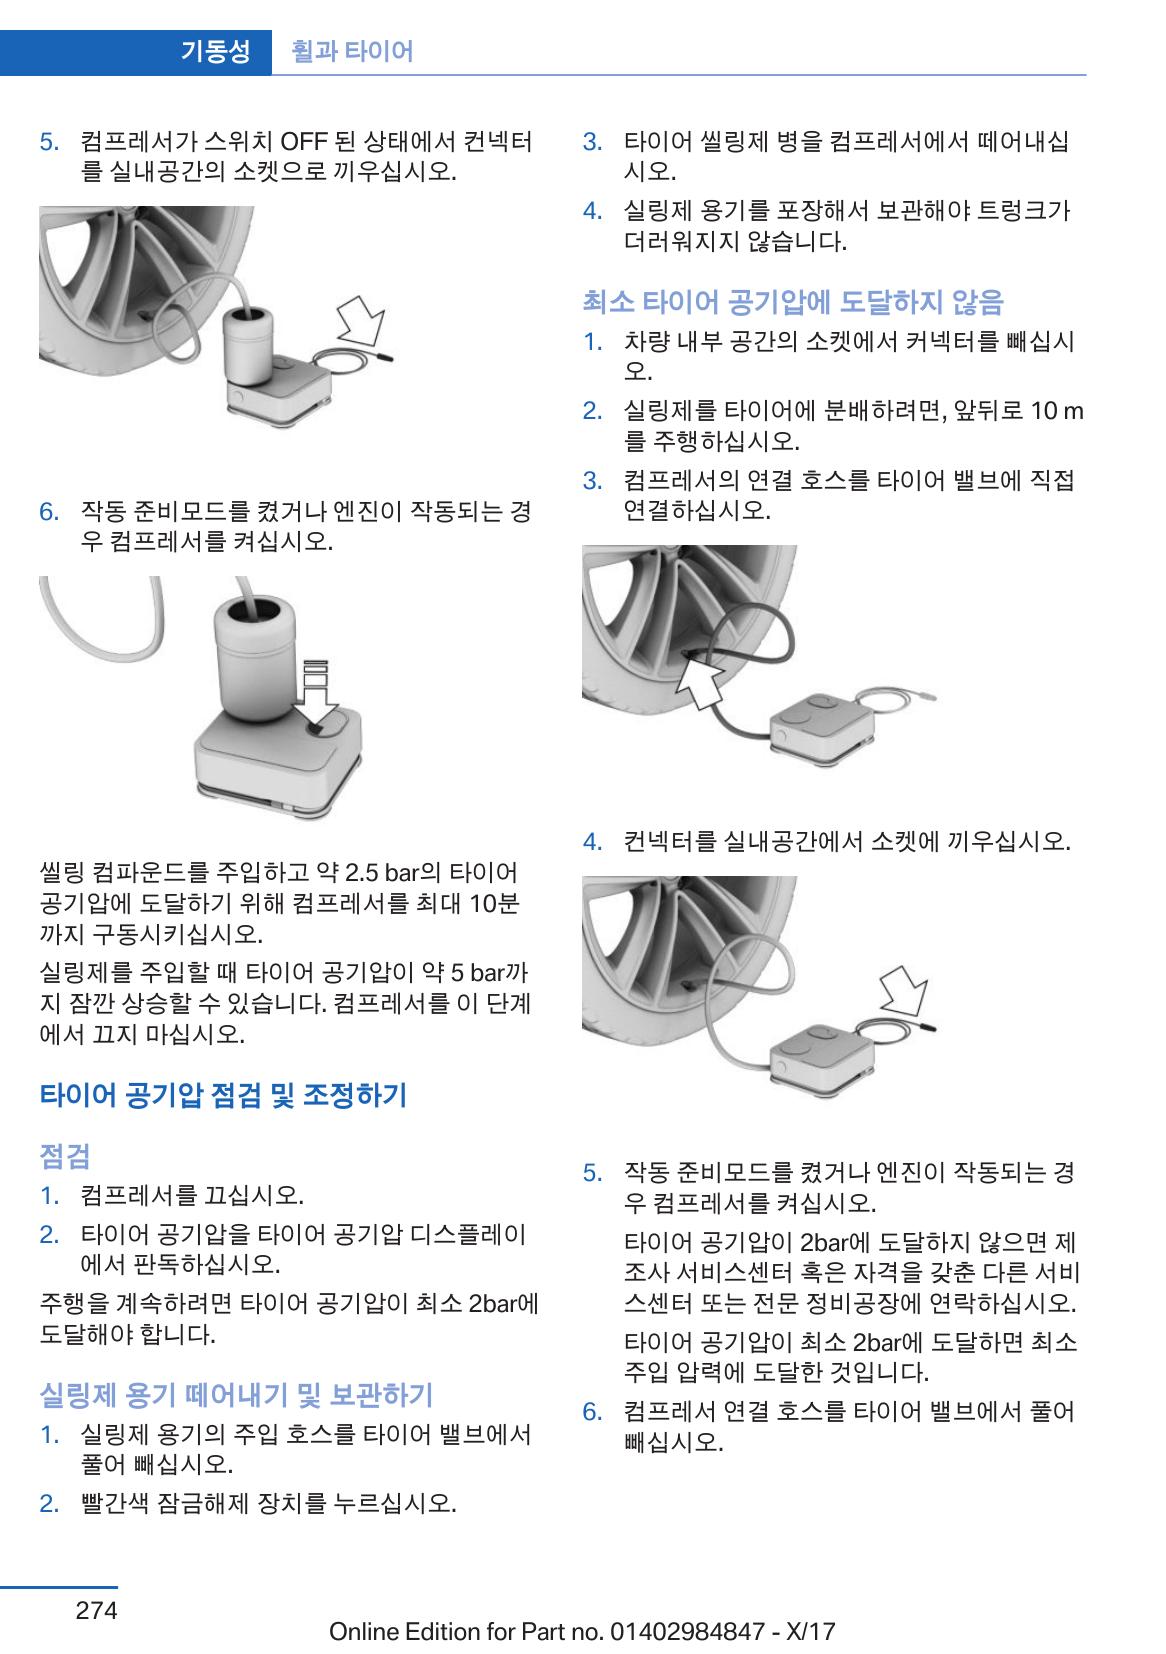 기동성 휠과 타이어
5. 컴프레서가 스위치 OFF 된 상태에서 컨넥터
를 실내공간의 소켓으로 끼우십시오.
6. 작동 준비모드를 켰거나 엔진이 작동되는 경
우 컴프레서를 켜십시오.
씰링 컴파운드를 주입하고 약 2.5 bar의 타이어
공기압에 도달하기 위해 컴프레서를 최대 10분
까지 구동시키십시오.
실링제를 주입할 때 타이어 공기압이 약 5 bar까
지 잠깐 상승할 수 있습니다. 컴프레서를 이 단계
에서 끄지 마십시오.
타이어 공기압 점검 및 조정하기
점검
1. 컴프레서를 끄십시오.
2. 타이어 공기압을 타이어 공기압 디스플레이
에서 판독하십시오.
주행을 계속하려면 타이어 공기압이 최소 2bar에
도달해야 합니다.
실링제 용기 떼어내기 및 보관하기
1. 실링제 용기의 주입 호스를 타이어 밸브에서
풀어 빼십시오.
2. 빨간색 잠금해제 장치를 누르십시오.
3. 타이어 씰링제 병을 컴프레서에서 떼어내십
시오.
4. 실링제 용기를 포장해서 보관해야 트렁크가
더러워지지 않습니다.
최소 타이어 공기압에 도달하지 않음
1. 차량 내부 공간의 소켓에서 커넥터를 빼십시
오.
2. 실링제를 타이어에 분배하려면, 앞뒤로 10 m
를 주행하십시오.
3. 컴프레서의 연결 호스를 타이어 밸브에 직접
연결하십시오.
4. 컨넥터를 실내공간에서 소켓에 끼우십시오.
5. 작동 준비모드를 켰거나 엔진이 작동되는 경
우 컴프레서를 켜십시오.
타이어 공기압이 2bar에 도달하지 않으면 제
조사 서비스센터 혹은 자격을 갖춘 다른 서비
스센터 또는 전문 정비공장에 연락하십시오.
타이어 공기압이 최소 2bar에 도달하면 최소
주입 압력에 도달한 것입니다.
6. 컴프레서 연결 호스를 타이어 밸브에서 풀어
빼십시오.
274
Online Edition for Part no. 01402984847 - X/17